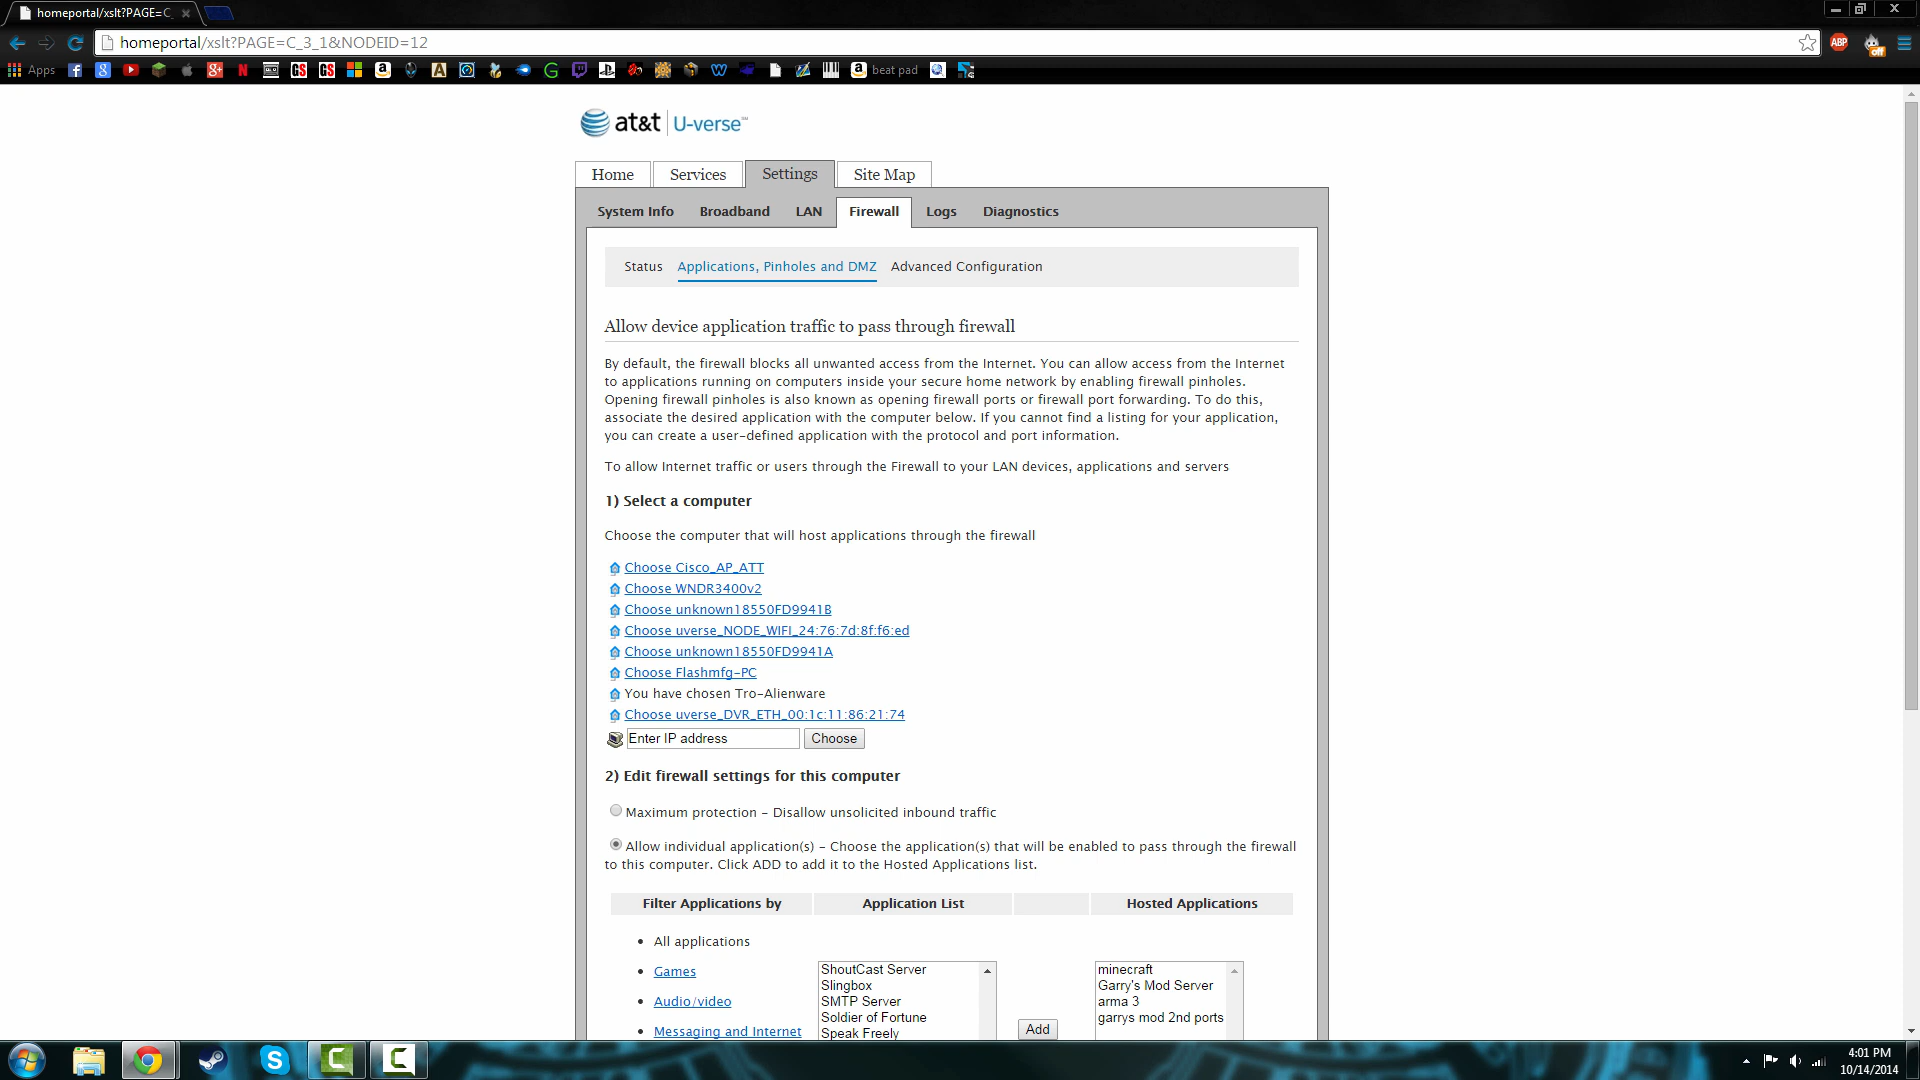 homeportal/xslt?PAGE=C_
homeportal/xslt?PAGE=C_3_1&NODEID=12
ABP
off
Apps
beat pad
at&t U-verse™
Home Services Settings Site Map
System Info Broadband LAN Firewall Logs Diagnostics
Status Applications, Pinholes and DMZ Advanced Configuration
Allow device application traffic to pass through firewall
By default, the firewall blocks all unwanted access from the Internet. You can allow access from the Internet
to applications running on computers inside your secure home network by enabling firewall pinholes.
Opening firewall pinholes is also known as opening firewall ports or firewall port forwarding. To do this,
associate the desired application with the computer below. If you cannot find a listing for your application,
you can create a user-defined application with the protocol and port information.
To allow Internet traffic or users through the Firewall to your LAN devices, applications and servers
1) Select a computer
Choose the computer that will host applications through the firewall
Choose Cisco_AP_ATT
Choose WNDR3400v2
Choose unknown18550FD9941B
Choose uverse_NODE_WIFI_24:76:7d:8f:f6:ed
Choose unknown18550FD9941A
Choose Flashmfg-PC
You have chosen Tro-Alienware
Choose uverse_DVR_ETH_00:1c:11:86:21:74
Enter IP address Choose
2) Edit firewall settings for this computer
Maximum protection – Disallow unsolicited inbound traffic
Allow individual application(s) – Choose the application(s) that will be enabled to pass through the firewall
to this computer. Click ADD to add it to the Hosted Applications list.
Filter Applications by Application List Hosted Applications
All applications
Games
Audio/video
Messaging and Internet
ShoutCast Server
Slingbox
SMTP Server
Soldier of Fortune
Speak Freely
Add
minecraft
Garry's Mod Server
arma 3
garrys mod 2nd ports
4:01 PM
10/14/2014